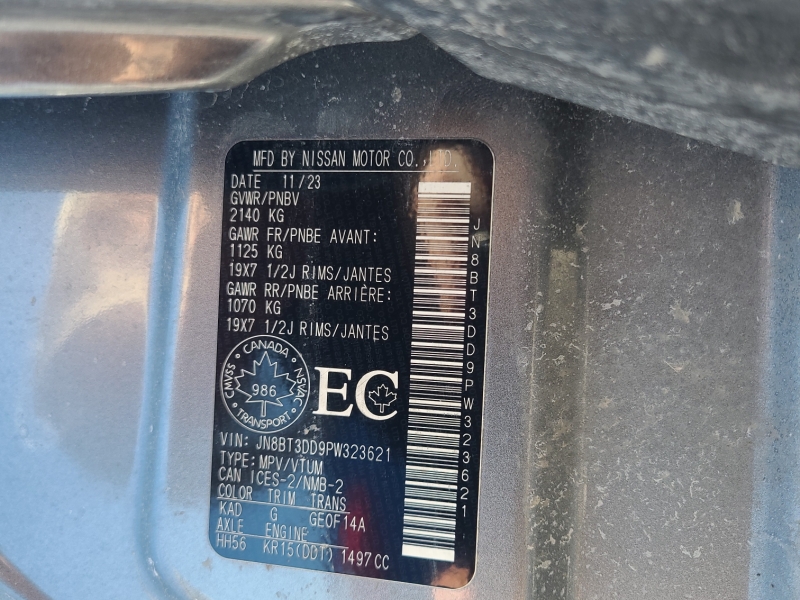 MFD BY NISSAN MOTOR CO.,LTD.
DATE 11/23
GVWR/PNBV
2140 KG
GAWR FR/PNBE AVANT:
1125 KG
19X7 1/2J RIMS/JANTES
GAWR RR/PNBE ARRIÈRE:
1070 KG
19X7 1/2J RIMS/JANTES
CANADA
CMVSS NSVAC
986
TRANSPORT
EC
VIN: JN8BT3DD9PW323621
TYPE: MPV/VTUM
CAN ICES-2/NMB-2
COLOR TRIM TRANS
KAD G GE0F14A
AXLE ENGINE
HH56 KR15(DDT) 1497CC
JN8BT3DD9PW323621